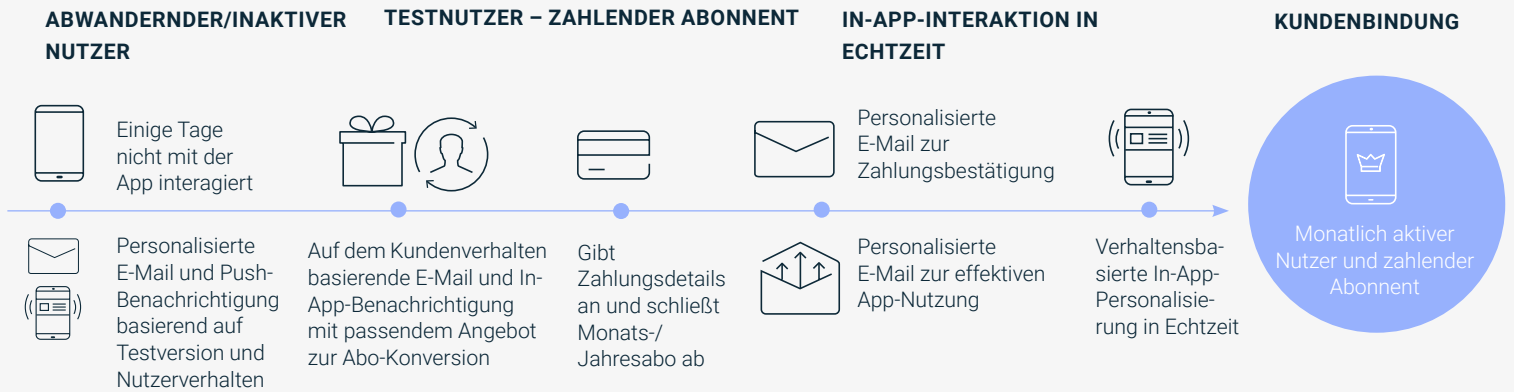 ABWANDERNDER/INAKTIVER
NUTZER
TESTNUTZER – ZAHLENDER ABONNENT
IN-APP-INTERAKTION IN
ECHTZEIT
KUNDENBINDUNG
Einige Tage
nicht mit der
App interagiert
Personalisierte
E-Mail zur
Zahlungsbestätigung
Personalisierte
E-Mail und Push-
Benachrichtigung
basierend auf
Testversion und
Nutzerverhalten
Auf dem Kundenverhalten
basierende E-Mail und In-
App-Benachrichtigung
mit passendem Angebot
zur Abo-Konversion
Gibt
Zahlungsdetails
an und schließt
Monats-/
Jahresabo ab
Personalisierte
E-Mail zur effektiven
App-Nutzung
Verhaltensba-
sierte In-App-
Personalisie-
rung in Echtzeit
Monatlich aktiver
Nutzer und zahlender
Abonnent